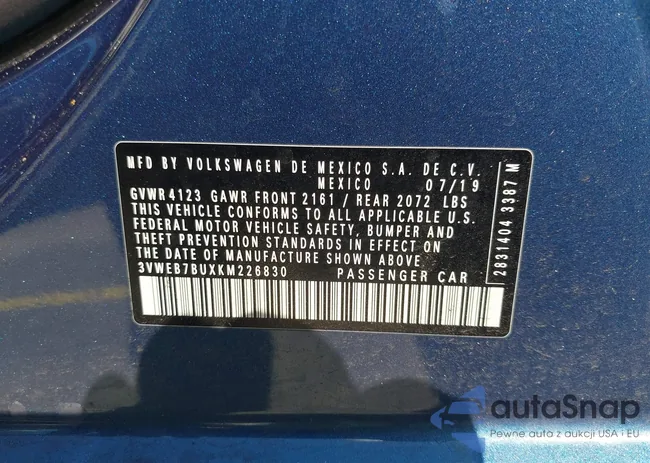 MFD BY VOLKSWAGEN DE MEXICO S.A. DE C.V.
MEXICO 07/19
GVWR 4123 GAWR FRONT 2161 / REAR 2072 LBS
THIS VEHICLE CONFORMS TO ALL APPLICABLE U.S.
FEDERAL MOTOR VEHICLE SAFETY, BUMPER AND
THEFT PREVENTION STANDARDS IN EFFECT ON
THE DATE OF MANUFACTURE SHOWN ABOVE.
3VWEB7BUXKM226830 PASSENGER CAR
2831404 3387 M
autaSnap
Pewne auta z aukcji USA i EU